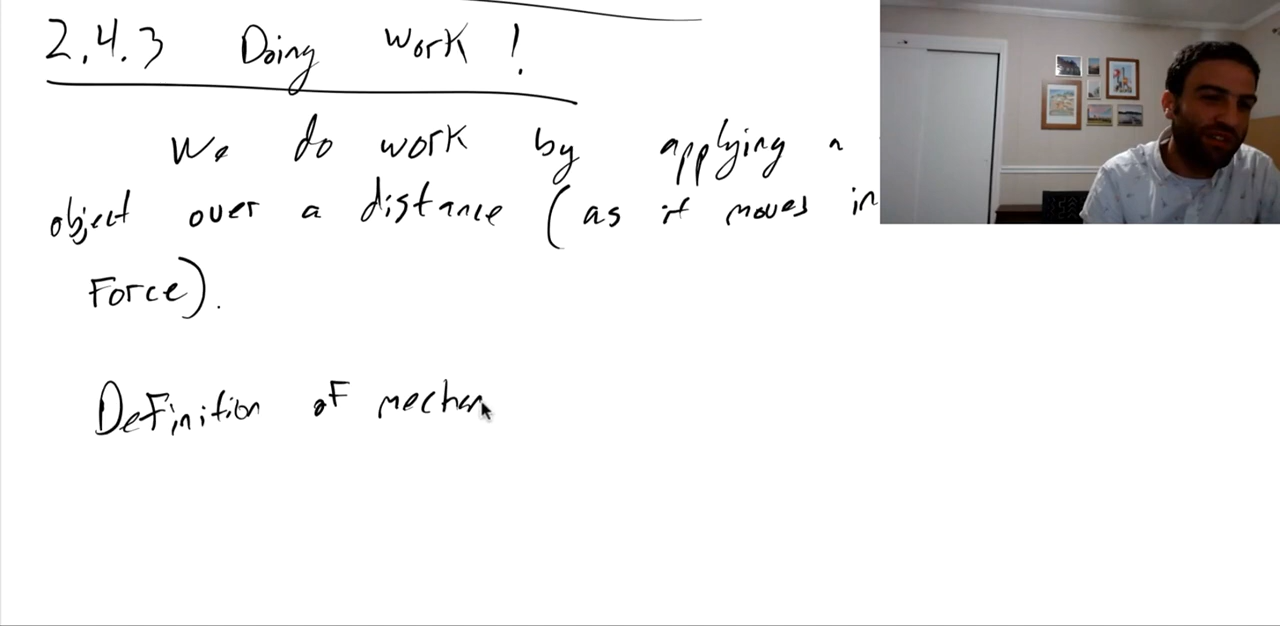 2.4.3 Doing Work!
We do work by applying a
object over a distance (as it moves in
Force).
Definition of mechan